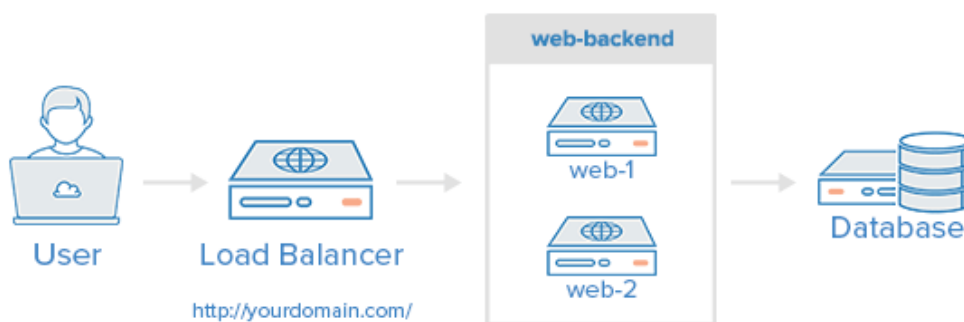 web-backend
web-1
web-2
User
Load Balancer
Database
http://yourdomain.com/